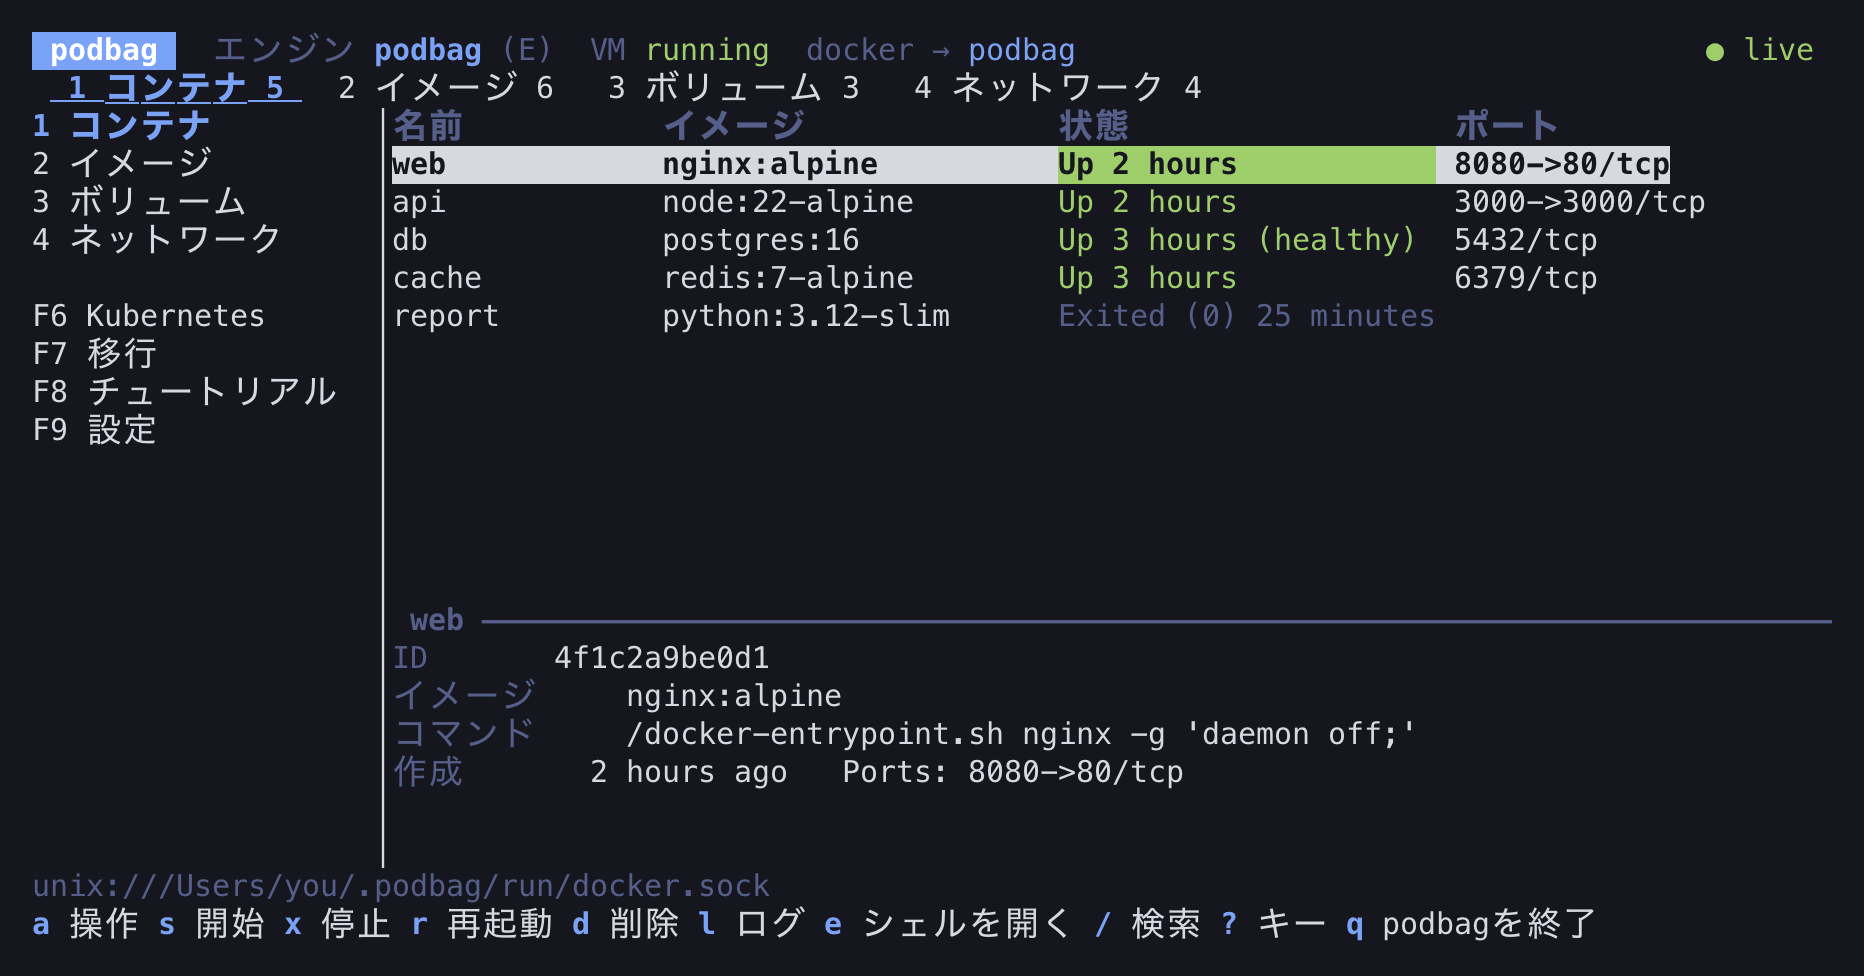 podbag エンジン podbag (E) VM running docker → podbag ● live
1 コンテナ 5 2 イメージ 6 3 ボリューム 3 4 ネットワーク 4
1 コンテナ
2 イメージ
3 ボリューム
4 ネットワーク
F6 Kubernetes
F7 移行
F8 チュートリアル
F9 設定
名前 イメージ 状態 ポート
web nginx:alpine Up 2 hours 8080->80/tcp
api node:22-alpine Up 2 hours 3000->3000/tcp
db postgres:16 Up 3 hours (healthy) 5432/tcp
cache redis:7-alpine Up 3 hours 6379/tcp
report python:3.12-slim Exited (0) 25 minutes
web
ID 4f1c2a9be0d1
イメージ nginx:alpine
コマンド /docker-entrypoint.sh nginx -g 'daemon off;'
作成 2 hours ago Ports: 8080->80/tcp
unix:///Users/you/.podbag/run/docker.sock
a 操作 s 開始 x 停止 r 再起動 d 削除 l ログ e シェルを開く / 検索 ? キー q podbagを終了